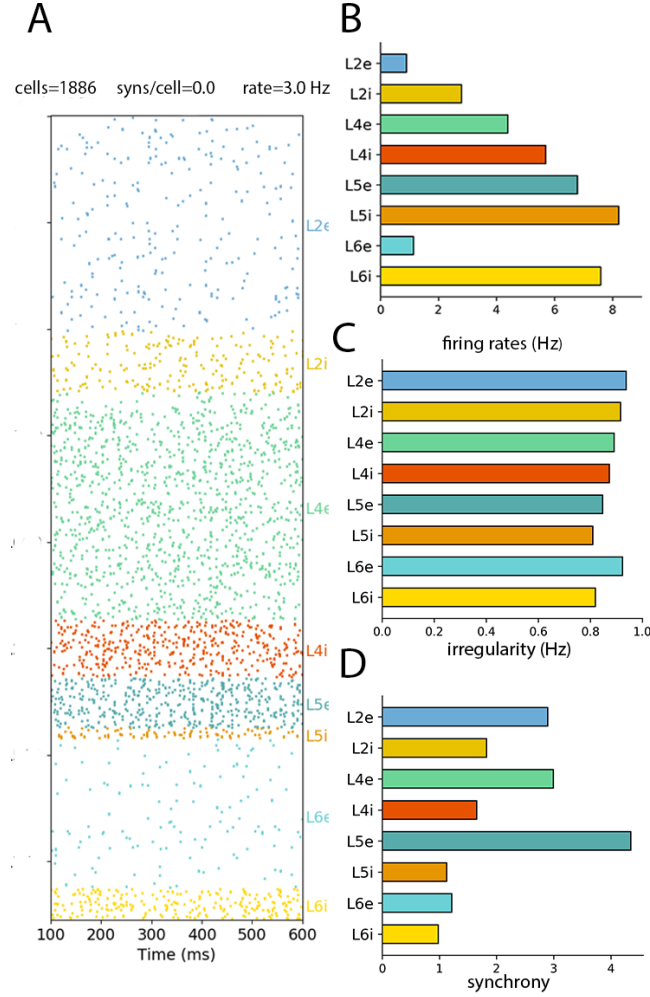 A
cells=1886 syns/cell=0.0 rate=3.0 Hz
L2e
L2i
L4e
L4i
L5e
L5i
L6e
L6i
100 200 300 400 500 600
Time (ms)
B
L2e
L2i
L4e
L4i
L5e
L5i
L6e
L6i
0 2 4 6 8
firing rates (Hz)
C
L2e
L2i
L4e
L4i
L5e
L5i
L6e
L6i
0.0 0.2 0.4 0.6 0.8 1.0
irregularity (Hz)
D
L2e
L2i
L4e
L4i
L5e
L5i
L6e
L6i
0 1 2 3 4
synchrony